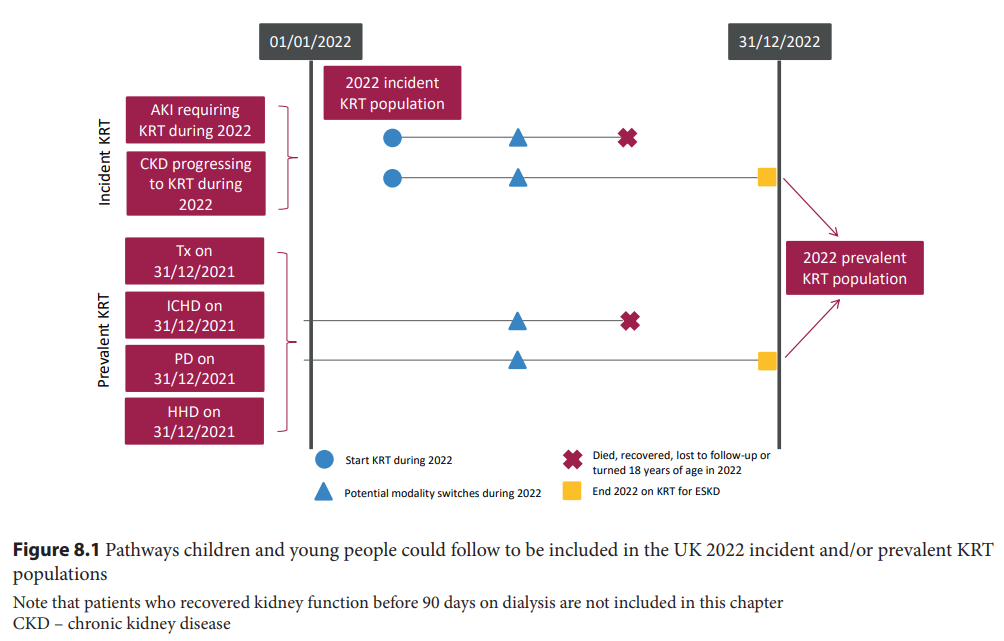 01/01/2022
31/12/2022
2022 incident
KRT population
Incident KRT
AKI requiring
KRT during 2022
CKD progressing
to KRT during
2022
Prevalent KRT
Tx on
31/12/2021
ICHD on
31/12/2021
PD on
31/12/2021
HHD on
31/12/2021
2022 prevalent
KRT population
Start KRT during 2022
Potential modality switches during 2022
Died, recovered, lost to follow-up or
turned 18 years of age in 2022
End 2022 on KRT for ESKD
Figure 8.1 Pathways children and young people could follow to be included in the UK 2022 incident and/or prevalent KRT
populations
Note that patients who recovered kidney function before 90 days on dialysis are not included in this chapter
CKD – chronic kidney disease